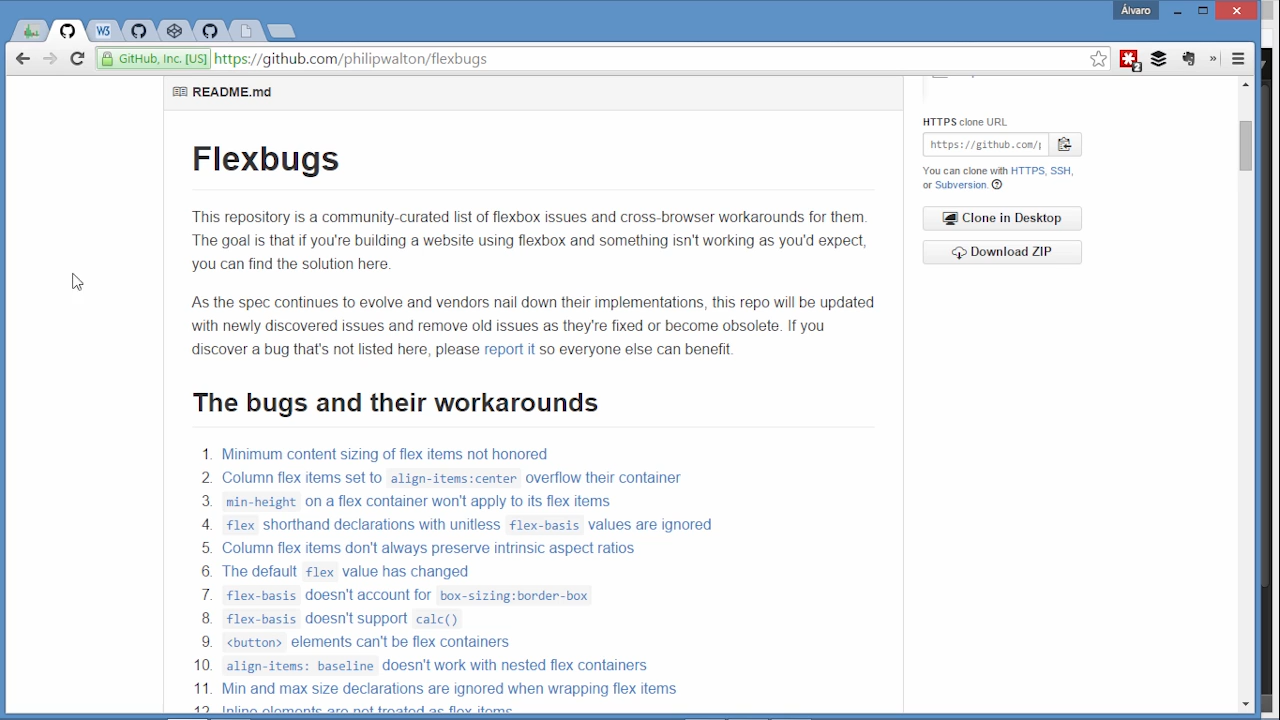 Álvaro
W3
GitHub, Inc. [US] https://github.com/philipwalton/flexbugs
2
»
README.md
Flexbugs
This repository is a community-curated list of flexbox issues and cross-browser workarounds for them.
The goal is that if you're building a website using flexbox and something isn't working as you'd expect,
you can find the solution here.
As the spec continues to evolve and vendors nail down their implementations, this repo will be updated
with newly discovered issues and remove old issues as they're fixed or become obsolete. If you
discover a bug that's not listed here, please report it so everyone else can benefit.
The bugs and their workarounds
1. Minimum content sizing of flex items not honored
2. Column flex items set to align-items:center overflow their container
3. min-height on a flex container won't apply to its flex items
4. flex shorthand declarations with unitless flex-basis values are ignored
5. Column flex items don't always preserve intrinsic aspect ratios
6. The default flex value has changed
7. flex-basis doesn't account for box-sizing:border-box
8. flex-basis doesn't support calc()
9. <button> elements can't be flex containers
10. align-items: baseline doesn't work with nested flex containers
11. Min and max size declarations are ignored when wrapping flex items
12. Inline elements are not treated as flex items
HTTPS clone URL
https://github.com/p
You can clone with HTTPS, SSH,
or Subversion.
Clone in Desktop
Download ZIP